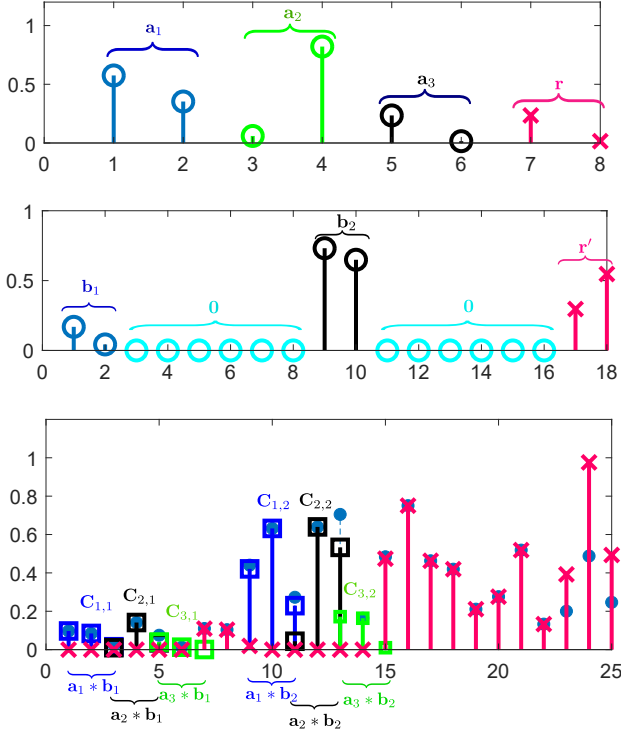 a₁
a₂
a₃
r
1
0.5
0
0 1 2 3 4 5 6 7 8
b₁
0
b₂
0
r′
1
0.5
0
0 2 4 6 8 10 12 14 16 18
C₁,₁
C₂,₁
C₃,₁
C₁,₂
C₂,₂
C₃,₂
1
0.8
0.6
0.4
0.2
0
0 5 10 15 20 25
a₁ * b₁
a₂ * b₁
a₃ * b₁
a₁ * b₂
a₂ * b₂
a₃ * b₂